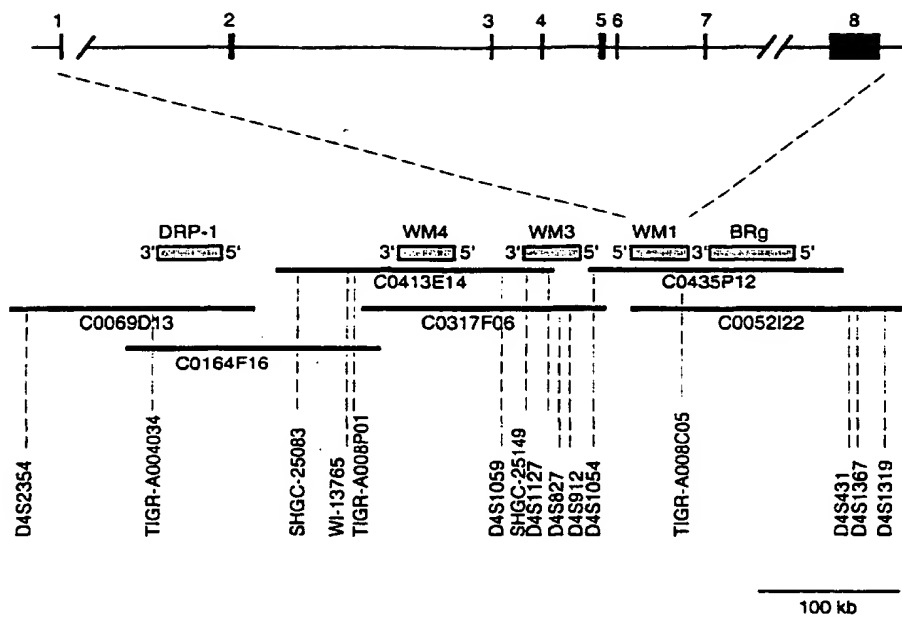 1 2 3 4 5 6 7 8
DRP-1 WM4 WM3 WM1 BRg
3' 5' 3' 5' 3' 5' 5' 3' 5'
C0413E14 C0435P12
C0069D13 C0317F06 C0052I22
C0164F16
D4S2354
TIGR-A004034
SHGC-25083
WI-13765
TIGR-A008P01
D4S1059
SHGC-25149
D4S1127
D4S827
D4S912
D4S1054
TIGR-A008C05
D4S431
D4S1367
D4S1319
100 kb